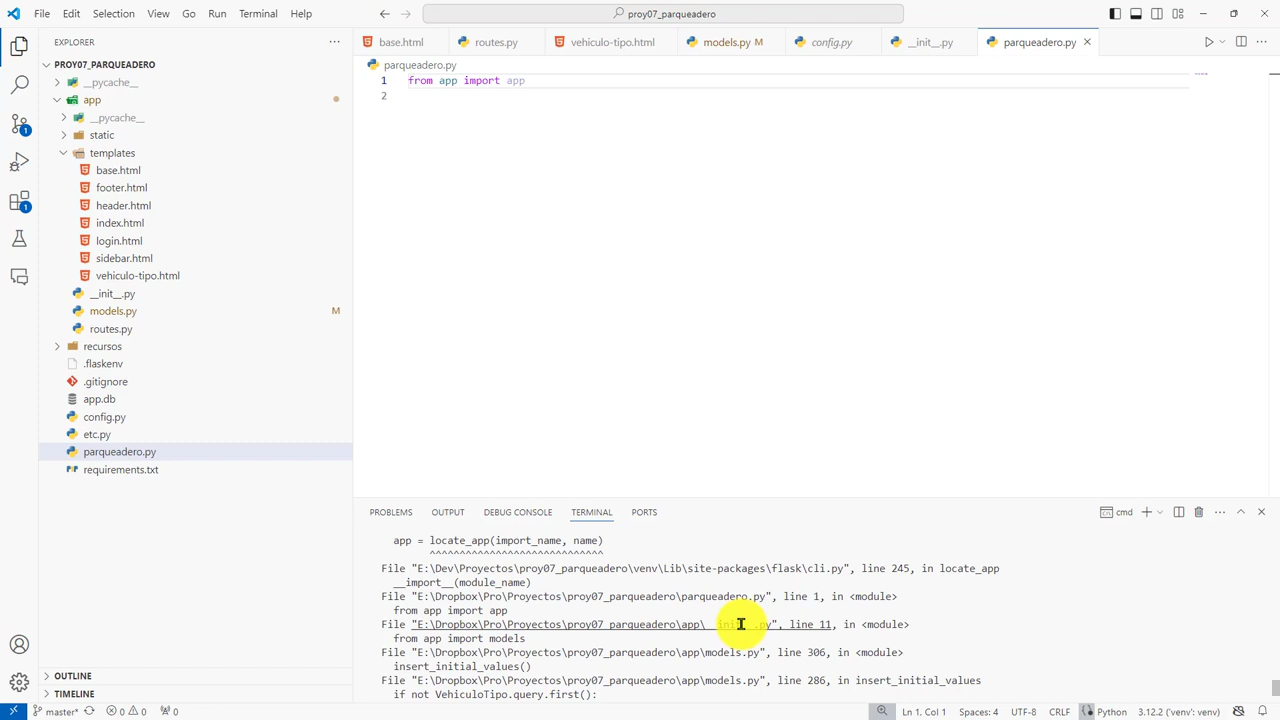 File Edit Selection View Go Run Terminal Help
proy07_parqueadero
EXPLORER
PROY07_PARQUEADERO
__pycache__
app
__pycache__
static
templates
base.html
footer.html
header.html
index.html
login.html
sidebar.html
vehiculo-tipo.html
__init__.py
models.py M
routes.py
recursos
.flaskenv
.gitignore
app.db
config.py
etc.py
parqueadero.py
requirements.txt
OUTLINE
TIMELINE
base.html routes.py vehiculo-tipo.html models.py M config.py __init__.py parqueadero.py
parqueadero.py
1 from app import app
2
PROBLEMS OUTPUT DEBUG CONSOLE TERMINAL PORTS
cmd
app = locate_app(import_name, name)
^^^^^^^^^^^^^^^^^^^^^^^^^^^^^
File "E:\Dev\Proyectos\proy07_parqueadero\venv\Lib\site-packages\flask\cli.py", line 245, in locate_app
__import__(module_name)
File "E:\Dropbox\Pro\Proyectos\proy07_parqueadero\parqueadero.py", line 1, in <module>
from app import app
File "E:\Dropbox\Pro\Proyectos\proy07_parqueadero\app\__init__.py", line 11, in <module>
from app import models
File "E:\Dropbox\Pro\Proyectos\proy07_parqueadero\app\models.py", line 306, in <module>
insert_initial_values()
File "E:\Dropbox\Pro\Proyectos\proy07_parqueadero\app\models.py", line 286, in insert_initial_values
if not VehiculoTipo.query.first():
master* 0 0 0 Ln 1, Col 1 Spaces: 4 UTF-8 CRLF Python 3.12.2 ('venv': venv)